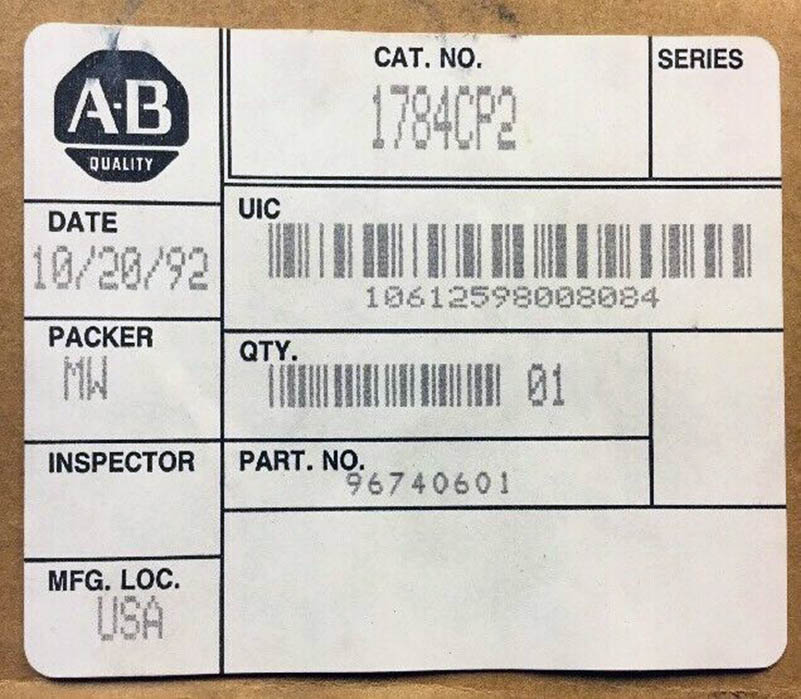 A-B
QUALITY
CAT. NO.
1784CP2
SERIES
DATE
10/20/92
UIC
10612598008084
PACKER
MW
QTY.
01
INSPECTOR
PART. NO.
96740601
MFG. LOC.
USA